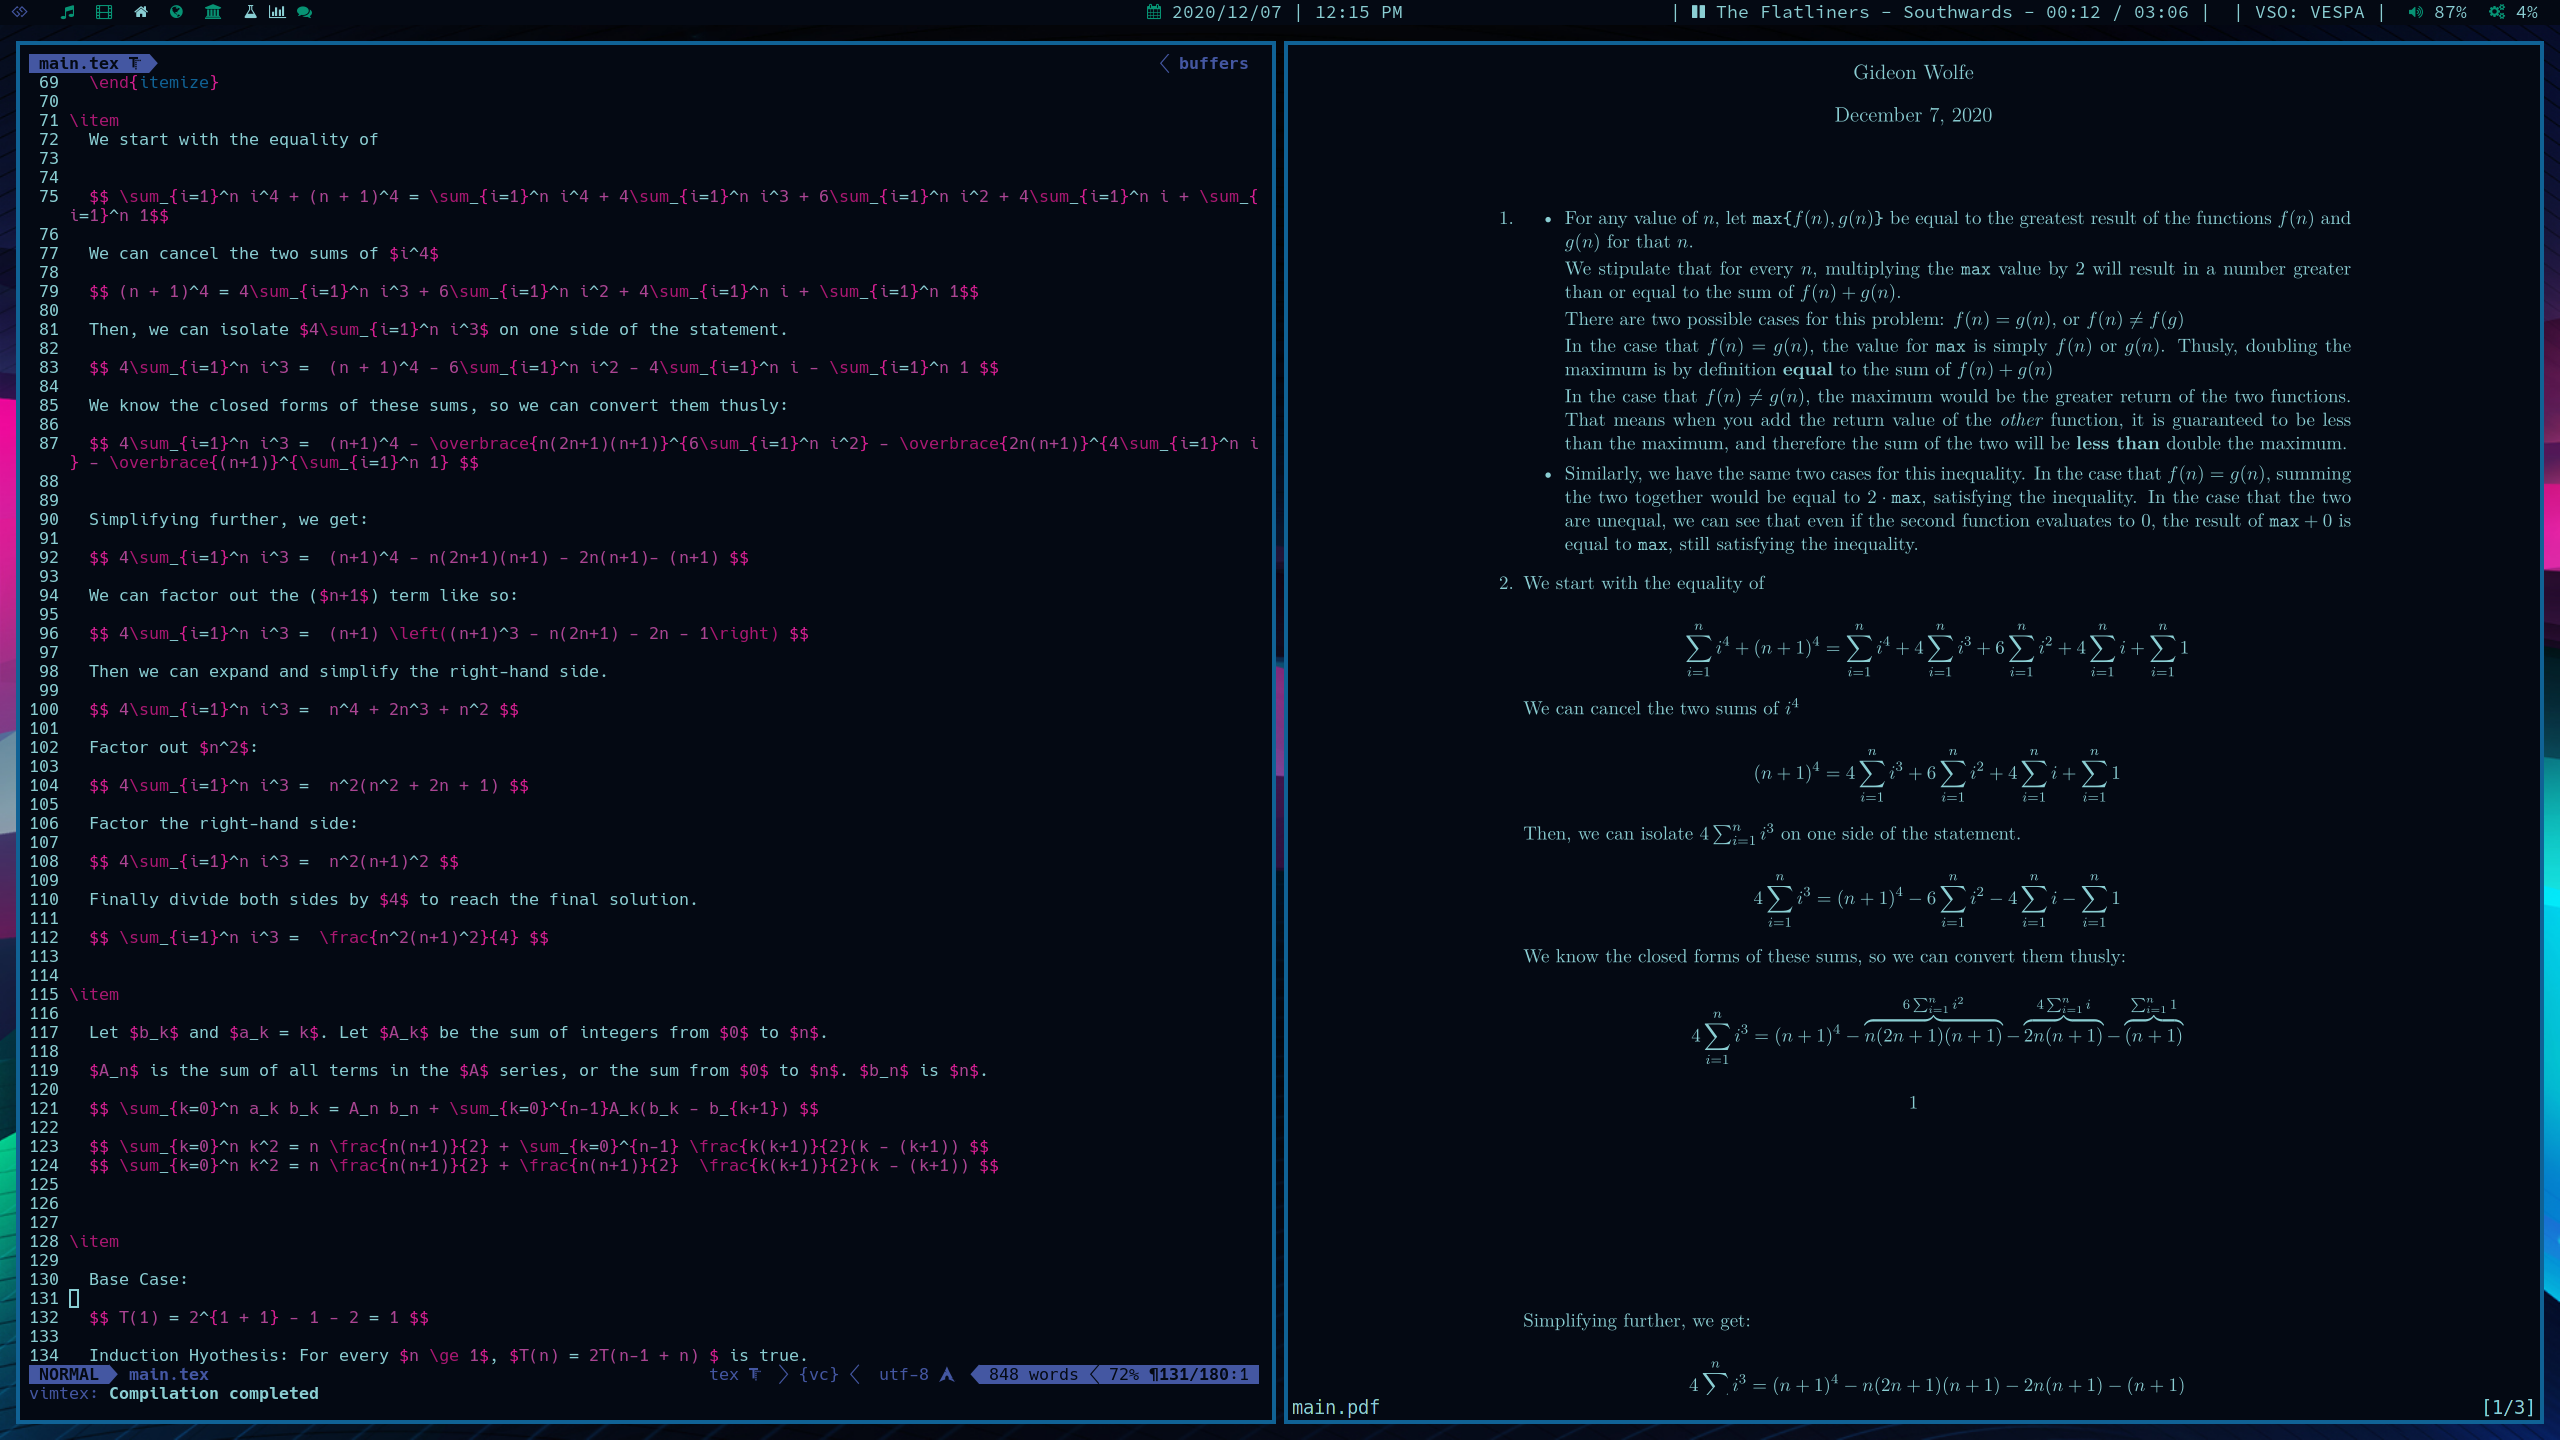 2020/12/07 | 12:15 PM
| The Flatliners - Southwards - 00:12 / 03:06 | | VSO: VESPA | 87% 4%
main.tex
buffers
69 \end{itemize}
70
71 \item
72 We start with the equality of
73
74
75 $$ \sum_{i=1}^n i^4 + (n + 1)^4 = \sum_{i=1}^n i^4 + 4\sum_{i=1}^n i^3 + 6\sum_{i=1}^n i^2 + 4\sum_{i=1}^n i + \sum_{
i=1}^n 1$$
76
77 We can cancel the two sums of $i^4$
78
79 $$ (n + 1)^4 = 4\sum_{i=1}^n i^3 + 6\sum_{i=1}^n i^2 + 4\sum_{i=1}^n i + \sum_{i=1}^n 1$$
80
81 Then, we can isolate $4\sum_{i=1}^n i^3$ on one side of the statement.
82
83 $$ 4\sum_{i=1}^n i^3 =  (n + 1)^4 - 6\sum_{i=1}^n i^2 - 4\sum_{i=1}^n i - \sum_{i=1}^n 1 $$
84
85 We know the closed forms of these sums, so we can convert them thusly:
86
87 $$ 4\sum_{i=1}^n i^3 =  (n+1)^4 - \overbrace{n(2n+1)(n+1)}^{6\sum_{i=1}^n i^2} - \overbrace{2n(n+1)}^{4\sum_{i=1}^n i
} - \overbrace{(n+1)}^{\sum_{i=1}^n 1} $$
88
89
90 Simplifying further, we get:
91
92 $$ 4\sum_{i=1}^n i^3 =  (n+1)^4 - n(2n+1)(n+1) - 2n(n+1)- (n+1) $$
93
94 We can factor out the ($n+1$) term like so:
95
96 $$ 4\sum_{i=1}^n i^3 =  (n+1) \left((n+1)^3 - n(2n+1) - 2n - 1\right) $$
97
98 Then we can expand and simplify the right-hand side.
99
100 $$ 4\sum_{i=1}^n i^3 =  n^4 + 2n^3 + n^2 $$
101
102 Factor out $n^2$:
103
104 $$ 4\sum_{i=1}^n i^3 =  n^2(n^2 + 2n + 1) $$
105
106 Factor the right-hand side:
107
108 $$ 4\sum_{i=1}^n i^3 =  n^2(n+1)^2 $$
109
110 Finally divide both sides by $4$ to reach the final solution.
111
112 $$ \sum_{i=1}^n i^3 =  \frac{n^2(n+1)^2}{4} $$
113
114
115 \item
116
117 Let $b_k$ and $a_k = k$. Let $A_k$ be the sum of integers from $0$ to $n$.
118
119 $A_n$ is the sum of all terms in the $A$ series, or the sum from $0$ to $n$. $b_n$ is $n$.
120
121 $$ \sum_{k=0}^n a_k b_k = A_n b_n + \sum_{k=0}^{n-1}A_k(b_k - b_{k+1}) $$
122
123 $$ \sum_{k=0}^n k^2 = n \frac{n(n+1)}{2} + \sum_{k=0}^{n-1} \frac{k(k+1)}{2}(k - (k+1)) $$
124 $$ \sum_{k=0}^n k^2 = n \frac{n(n+1)}{2} + \frac{n(n+1)}{2}  \frac{k(k+1)}{2}(k - (k+1)) $$
125
126
127
128 \item
129
130 Base Case:
131
132 $$ T(1) = 2^{1 + 1} - 1 - 2 = 1 $$
133
134 Induction Hyothesis: For every $n \ge 1$, $T(n) = 2T(n-1 + n) $ is true.
NORMAL main.tex tex {vc} utf-8 848 words 72% ¶131/180:1
vimtex: Compilation completed
Gideon Wolfe
December 7, 2020
1. • For any value of n, let max{f(n), g(n)} be equal to the greatest result of the functions f(n) and
g(n) for that n.
We stipulate that for every n, multiplying the max value by 2 will result in a number greater
than or equal to the sum of f(n) + g(n).
There are two possible cases for this problem: f(n) = g(n), or f(n) ≠ f(g)
In the case that f(n) = g(n), the value for max is simply f(n) or g(n). Thusly, doubling the
maximum is by definition equal to the sum of f(n) + g(n)
In the case that f(n) ≠ g(n), the maximum would be the greater return of the two functions.
That means when you add the return value of the other function, it is guaranteed to be less
than the maximum, and therefore the sum of the two will be less than double the maximum.
• Similarly, we have the same two cases for this inequality. In the case that f(n) = g(n), summing
the two together would be equal to 2 · max, satisfying the inequality. In the case that the two
are unequal, we can see that even if the second function evaluates to 0, the result of max + 0 is
equal to max, still satisfying the inequality.
2. We start with the equality of
∑_{i=1}^n i^4 + (n + 1)^4 = ∑_{i=1}^n i^4 + 4 ∑_{i=1}^n i^3 + 6 ∑_{i=1}^n i^2 + 4 ∑_{i=1}^n i + ∑_{i=1}^n 1
We can cancel the two sums of i^4
(n + 1)^4 = 4 ∑_{i=1}^n i^3 + 6 ∑_{i=1}^n i^2 + 4 ∑_{i=1}^n i + ∑_{i=1}^n 1
Then, we can isolate 4 ∑_{i=1}^n i^3 on one side of the statement.
4 ∑_{i=1}^n i^3 = (n + 1)^4 − 6 ∑_{i=1}^n i^2 − 4 ∑_{i=1}^n i − ∑_{i=1}^n 1
We know the closed forms of these sums, so we can convert them thusly:
6 ∑_{i=1}^n i^2 4 ∑_{i=1}^n i ∑_{i=1}^n 1
4 ∑_{i=1}^n i^3 = (n + 1)^4 − n(2n + 1)(n + 1) − 2n(n + 1) − (n + 1)
1
Simplifying further, we get:
4 ∑^n i^3 = (n + 1)^4 − n(2n + 1)(n + 1) − 2n(n + 1) − (n + 1)
main.pdf [1/3]